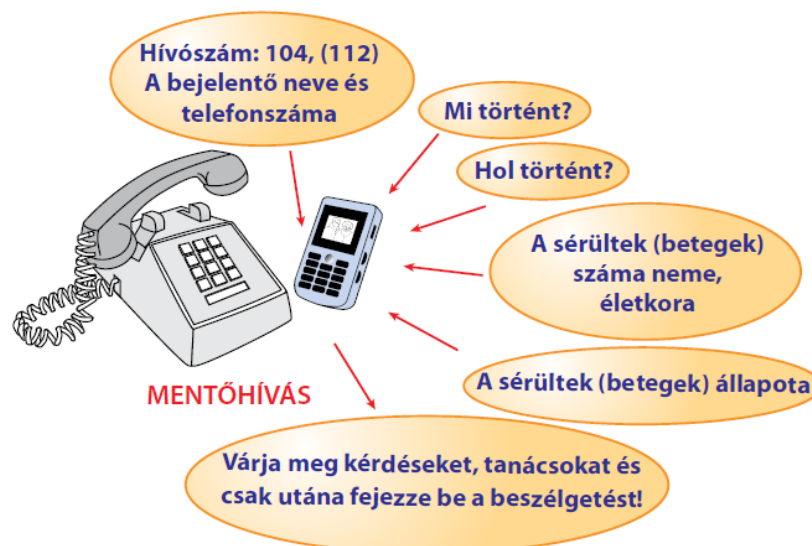 Hívószám: 104, (112)
A bejelentő neve és
telefonszáma
Mi történt?
Hol történt?
A sérültek (betegek)
száma neme,
életkora
A sérültek (betegek) állapota
MENTŐHÍVÁS
Várja meg kérdéseket, tanácsokat és
csak utána fejezze be a beszélgetést!